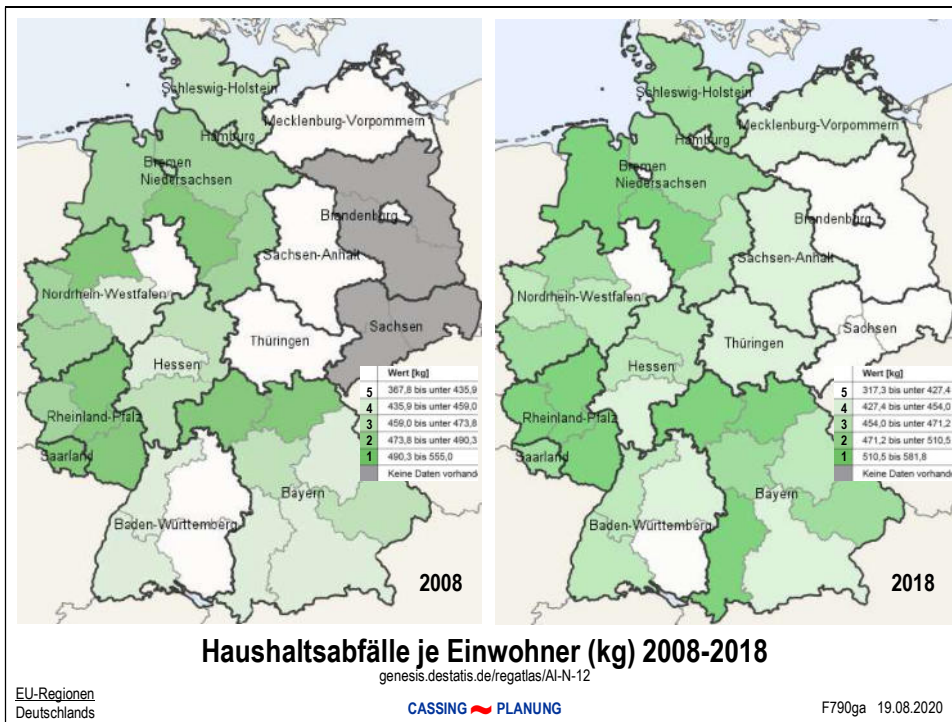 Schleswig-Holstein
Mecklenburg-Vorpommern
Hamburg
Bremen
Niedersachsen
Brendenburg
Sachsen-Anhalt
Nordrhein-Westfalen
Sachsen
Thüringen
Hessen
Rheinland-Pfalz
Saarland
Bayern
Baden-Württemberg
Wert [kg]
5 367,8 bis unter 435,9
4 435,9 bis unter 459,0
3 459,0 bis unter 473,8
2 473,8 bis unter 490,3
1 490,3 bis 555,0
Keine Daten vorhande
2008
Schleswig-Holstein
Mecklenburg-Vorpommern
Hamburg
Bremen
Niedersachsen
Brendenburg
Sachsen-Anhalt
Nordrhein-Westfalen
Sachsen
Thüringen
Hessen
Rheinland-Pfalz
Saarland
Bayern
Baden-Württemberg
Wert [kg]
5 317,3 bis unter 427,4
4 427,4 bis unter 454,0
3 454,0 bis unter 471,2
2 471,2 bis unter 510,5
1 510,5 bis 581,8
Keine Daten vorhande
2018
Haushaltsabfälle je Einwohner (kg) 2008-2018
genesis.destatis.de/regatlas/AI-N-12
EU-Regionen
Deutschlands
CASSING PLANUNG
F790ga 19.08.2020